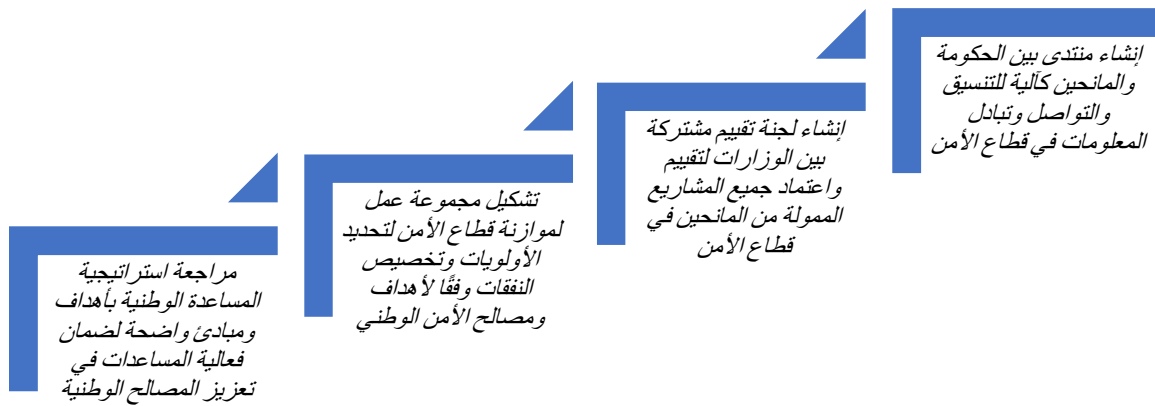 مراجعة استراتيجية
المساعدة الوطنية بأهداف
ومبادئ واضحة لضمان
فعالية المساعدات في
تعزيز المصالح الوطنية
تشكيل مجموعة عمل
لموازنة قطاع الأمن لتحديد
الأولويات وتخصيص
النفقات وفقًا لأهداف
ومصالح الأمن الوطني
إنشاء لجنة تقييم مشتركة
بين الوزارات لتقييم
واعتماد جميع المشاريع
الممولة من المانحين في
قطاع الأمن
إنشاء منتدى بين الحكومة
والمانحين كآلية للتنسيق
والتواصل وتبادل
المعلومات في قطاع الأمن